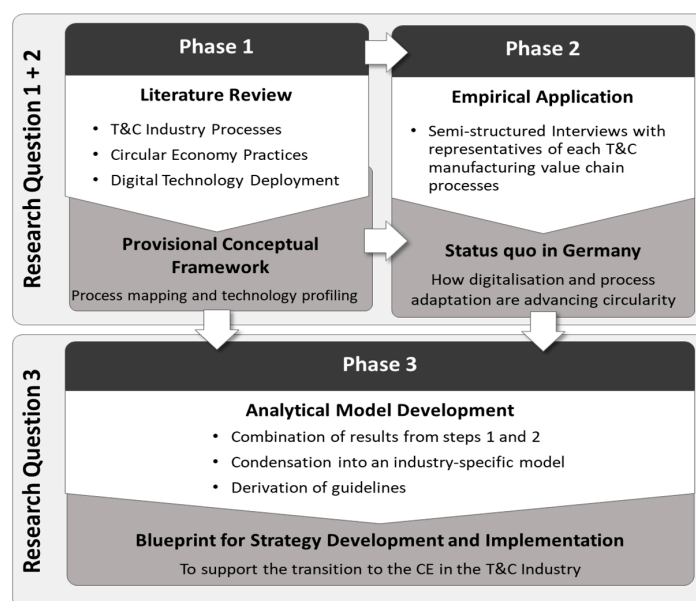 Research Question 1 + 2
Phase 1
Literature Review
• T&C Industry Processes
• Circular Economy Practices
• Digital Technology Deployment
Provisional Conceptual
Framework
Process mapping and technology profiling
Phase 2
Empirical Application
• Semi-structured Interviews with
representatives of each T&C
manufacturing value chain
processes
Status quo in Germany
How digitalisation and process
adaptation are advancing circularity
Research Question 3
Phase 3
Analytical Model Development
• Combination of results from steps 1 and 2
• Condensation into an industry-specific model
• Derivation of guidelines
Blueprint for Strategy Development and Implementation
To support the transition to the CE in the T&C Industry